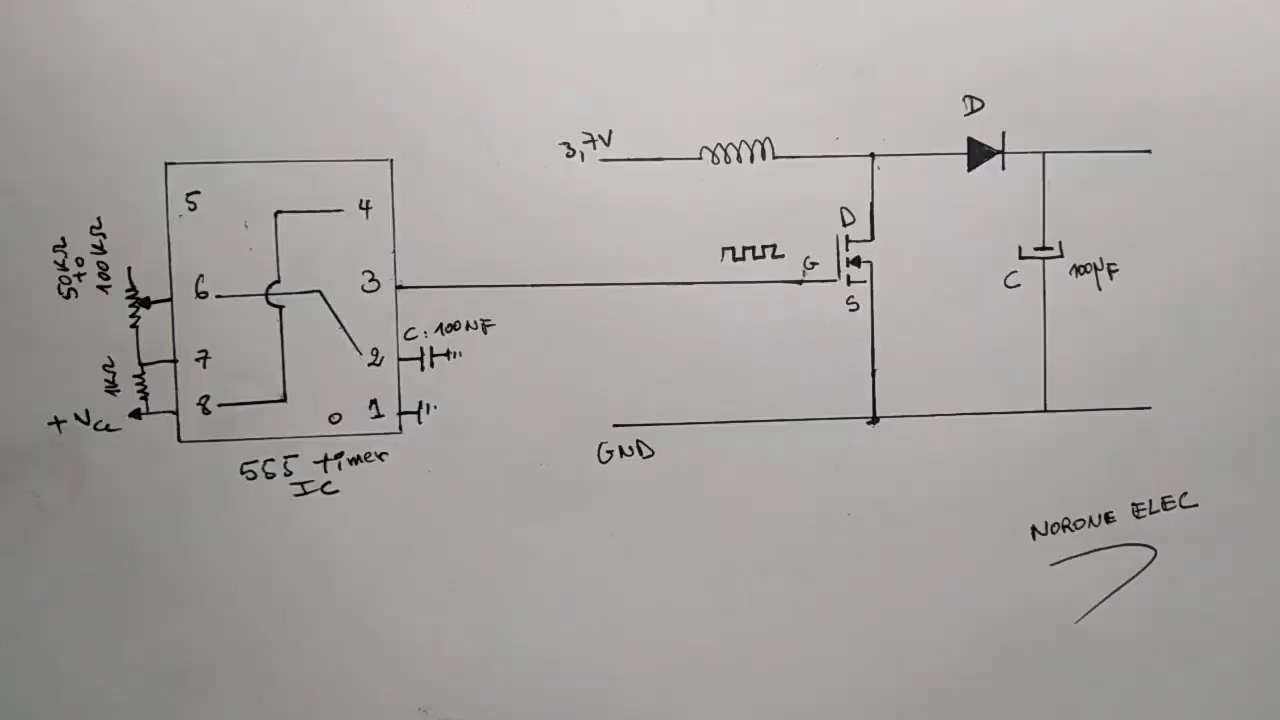 D
3,7V
5
4
D
50KΩ
to
100KΩ
6
3
G
S
C
100µF
C: 100NF
7
2
1KΩ
8
1
+ Vcc
GND
555 timer
IC
NORONE ELEC